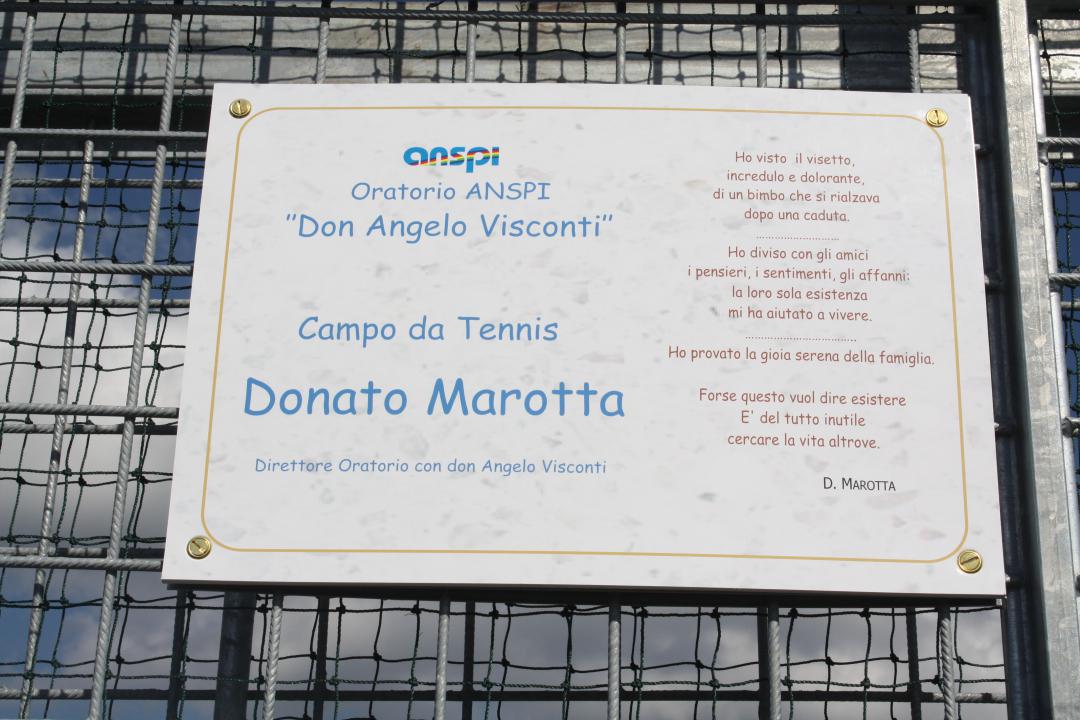 anspi
Oratorio ANSPI
"Don Angelo Visconti"
Campo da Tennis
Donato Marotta
Direttore Oratorio con don Angelo Visconti
Ho visto il visetto,
incredulo e dolorante,
di un bimbo che si rialzava
dopo una caduta.
............................
Ho diviso con gli amici
i pensieri, i sentimenti, gli affanni:
la loro sola esistenza
mi ha aiutato a vivere.
......................................
Ho provato la gioia serena della famiglia.
Forse questo vuol dire esistere
E' del tutto inutile
cercare la vita altrove.
D. MAROTTA